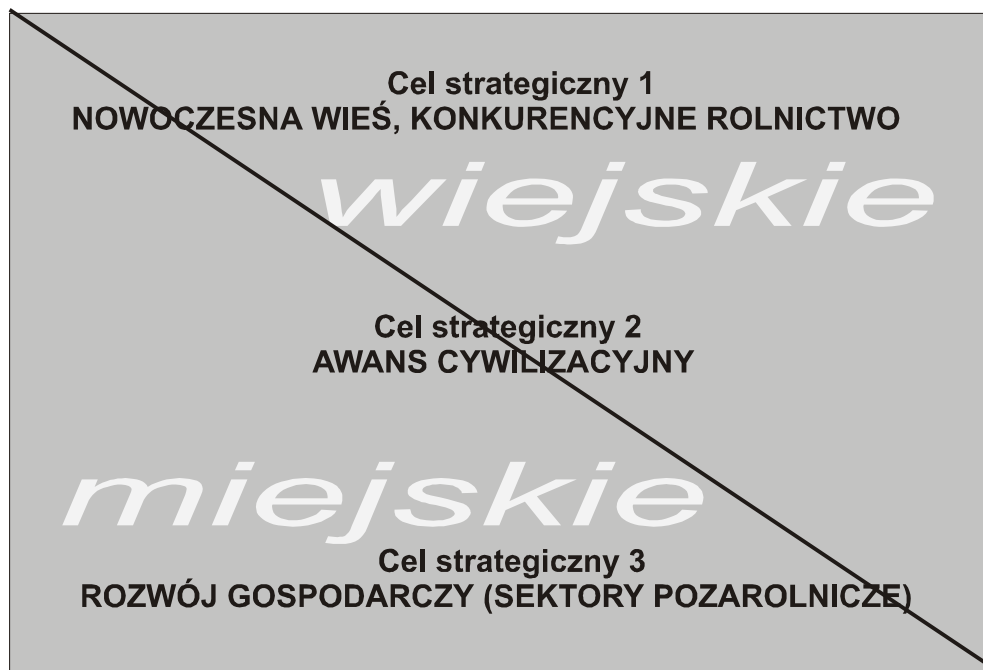 Cel strategiczny 1
NOWOCZESNA WIEŚ, KONKURENCYJNE ROLNICTWO
wiejskie
Cel strategiczny 2
AWANS CYWILIZACYJNY
miejskie
Cel strategiczny 3
ROZWÓJ GOSPODARCZY (SEKTORY POZAROLNICZE)